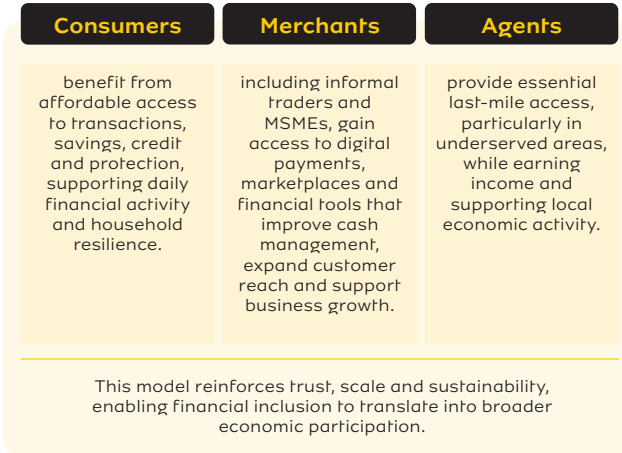 Consumers
benefit from
affordable access
to transactions,
savings, credit
and protection,
supporting daily
financial activity
and household
resilience.
Merchants
including informal
traders and
MSMEs, gain
access to digital
payments,
marketplaces and
financial tools that
improve cash
management,
expand customer
reach and support
business growth.
Agents
provide essential
last-mile access,
particularly in
underserved areas,
while earning
income and
supporting local
economic activity.
This model reinforces trust, scale and sustainability,
enabling financial inclusion to translate into broader
economic participation.